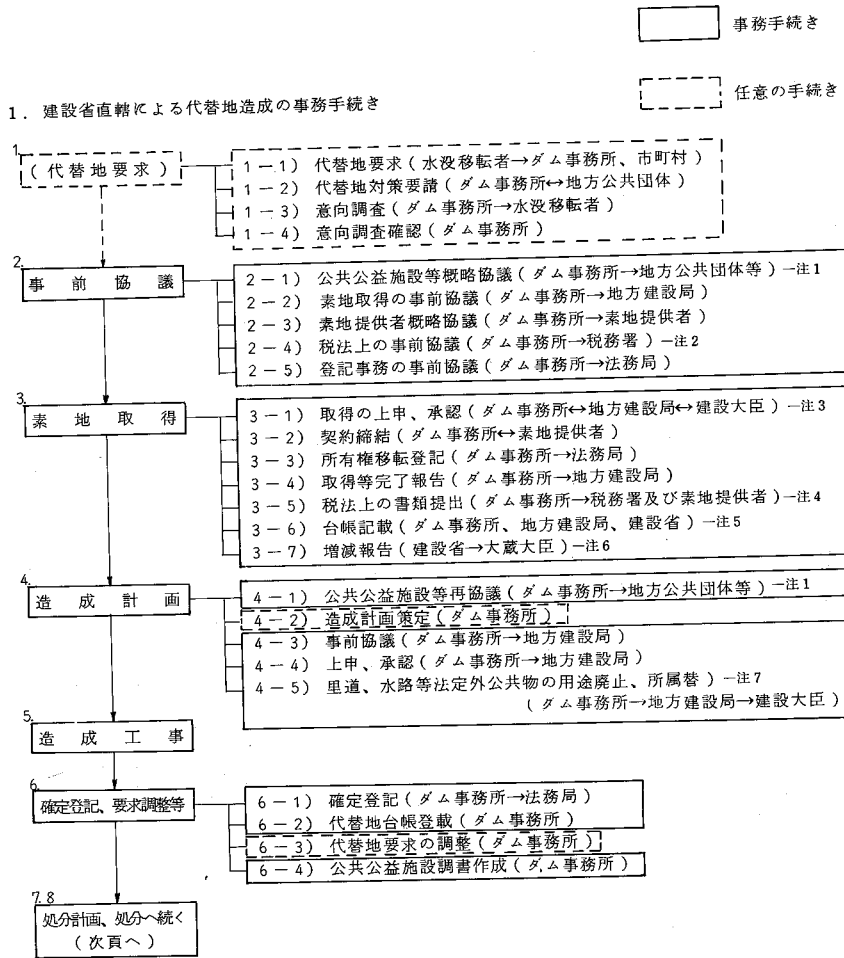 事務手続き
任意の手続き
1. 建設省直轄による代替地造成の事務手続き
1.
(代替地要求)
1-1) 代替地要求(水没移転者→ダム事務所、市町村)
1-2) 代替地対策要請(ダム事務所↔地方公共団体)
1-3) 意向調査(ダム事務所→水没移転者)
1-4) 意向調査確認(ダム事務所)
2.
事前協議
2-1) 公共公益施設等概略協議(ダム事務所→地方公共団体等)—注1
2-2) 素地取得の事前協議(ダム事務所→地方建設局)
2-3) 素地提供者概略協議(ダム事務所→素地提供者)
2-4) 税法上の事前協議(ダム事務所→税務署)—注2
2-5) 登記事務の事前協議(ダム事務所→法務局)
3.
素地取得
3-1) 取得の上申、承認(ダム事務所↔地方建設局↔建設大臣)—注3
3-2) 契約締結(ダム事務所↔素地提供者)
3-3) 所有権移転登記(ダム事務所→法務局)
3-4) 取得等完了報告(ダム事務所→地方建設局)
3-5) 税法上の書類提出(ダム事務所→税務署及び素地提供者)—注4
3-6) 台帳記載(ダム事務所、地方建設局、建設省)—注5
3-7) 増減報告(建設省→大蔵大臣)—注6
4.
造成計画
4-1) 公共公益施設等再協議(ダム事務所→地方公共団体等)—注1
4-2) 造成計画策定(ダム事務所)
4-3) 事前協議(ダム事務所→地方建設局)
4-4) 上申、承認(ダム事務所→地方建設局)
4-5) 里道、水路等法定外公共物の用途廃止、所属替)—注7
(ダム事務所→地方建設局→建設大臣)
5.
造成工事
6.
確定登記、要求調整等
6-1) 確定登記(ダム事務所→法務局)
6-2) 代替地台帳登載(ダム事務所)
6-3) 代替地要求の調整(ダム事務所)
6-4) 公共公益施設調書作成(ダム事務所)
7.8
処分計画、処分へ続く
(次頁へ)